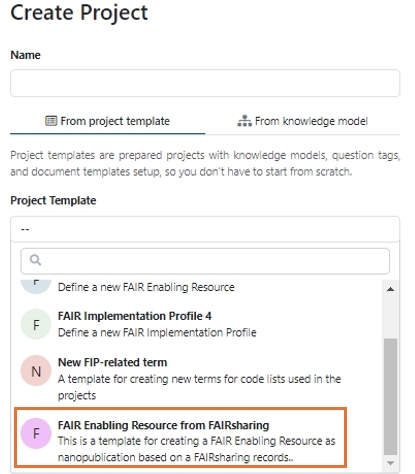 Create Project
Name
From project template
From knowledge model
Project templates are prepared projects with knowledge models, question tags,
and document templates setup, so you don't have to start from scratch.
Project Template
--
F
Define a new FAIR Enabling Resource
F
FAIR Implementation Profile 4
Define a new FAIR Implementation Profile
N
New FIP-related term
A template for creating new terms for code lists used in the
projects
F
FAIR Enabling Resource from FAIRsharing
This is a template for creating a FAIR Enabling Resource as
nanopublication based on a FAIRsharing records..